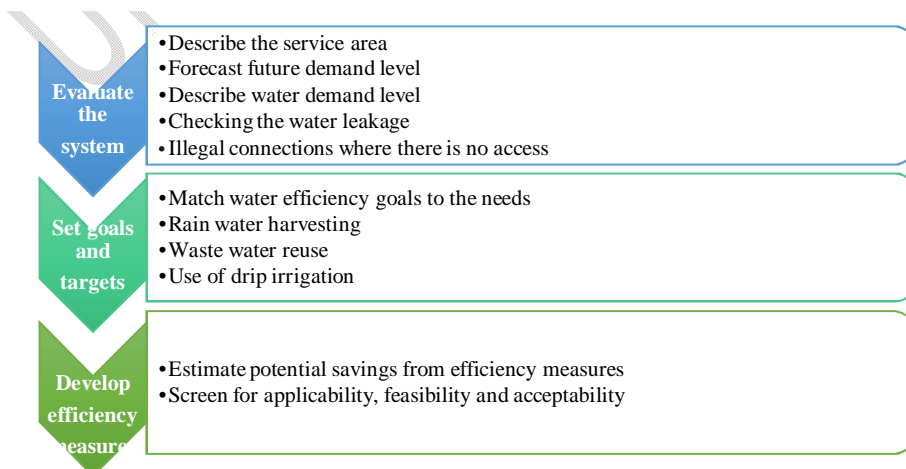 Evaluate
the
system
•Describe the service area
•Forecast future demand level
•Describe water demand level
•Checking the water leakage
•Illegal connections where there is no access
Set goals
and
targets
•Match water efficiency goals to the needs
•Rain water harvesting
•Waste water reuse
•Use of drip irrigation
Develop
efficiency
measure
•Estimate potential savings from efficiency measures
•Screen for applicability, feasibility and acceptability